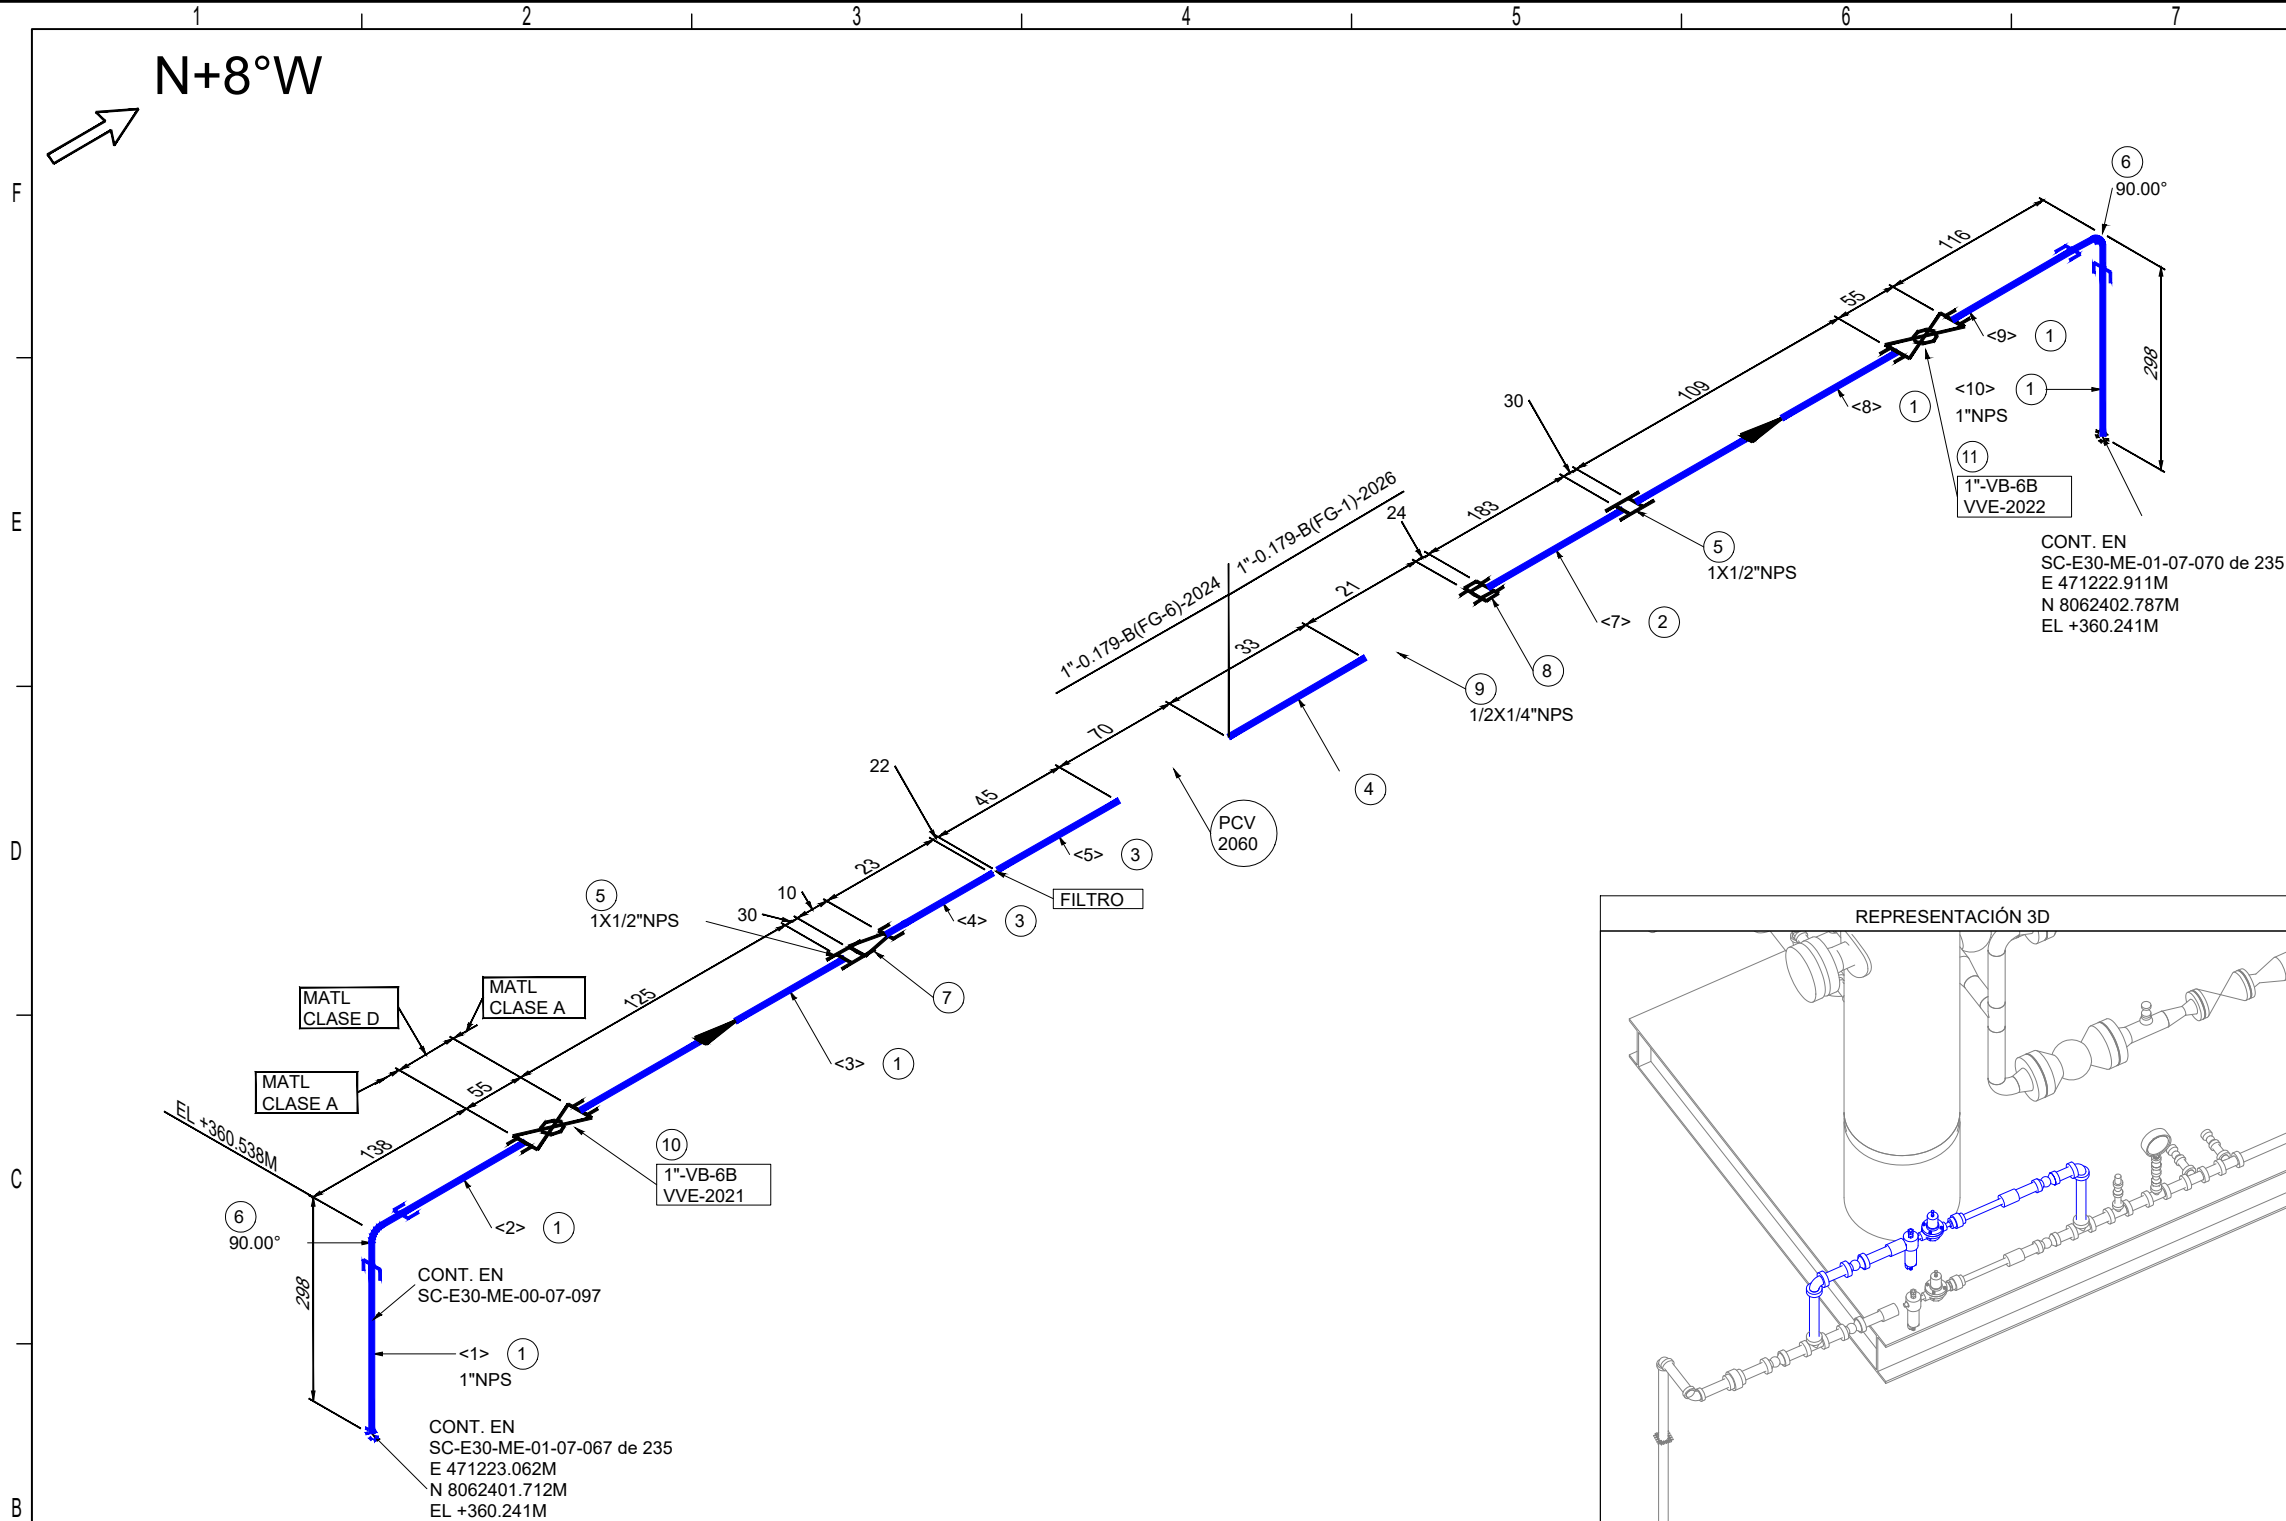 1 2 3 4 5 6 7
N+8°W
F
E
D
C
B
6
90.00°
116
55
<9> 1
298
109
<8> 1
<10> 1
1"NPS
11
1"-VB-6B
VVE-2022
30
183
5
1X1/2"NPS
CONT. EN
SC-E30-ME-01-07-070 de 235
E 471222.911M
N 8062402.787M
EL +360.241M
1"-0.179-B(FG-6)-2024
1"-0.179-B(FG-1)-2026
24
21
<7> 2
8
33
9
1/2X1/4"NPS
70
4
22
45
PCV
2060
<5> 3
23
FILTRO
10
5
1X1/2"NPS
30
<4> 3
7
125
MATL
CLASE D
MATL
CLASE A
<3> 1
MATL
CLASE A
55
EL +360.538M
138
10
1"-VB-6B
VVE-2021
6
90.00°
<2> 1
298
CONT. EN
SC-E30-ME-00-07-097
<1> 1
1"NPS
CONT. EN
SC-E30-ME-01-07-067 de 235
E 471223.062M
N 8062401.712M
EL +360.241M
REPRESENTACIÓN 3D